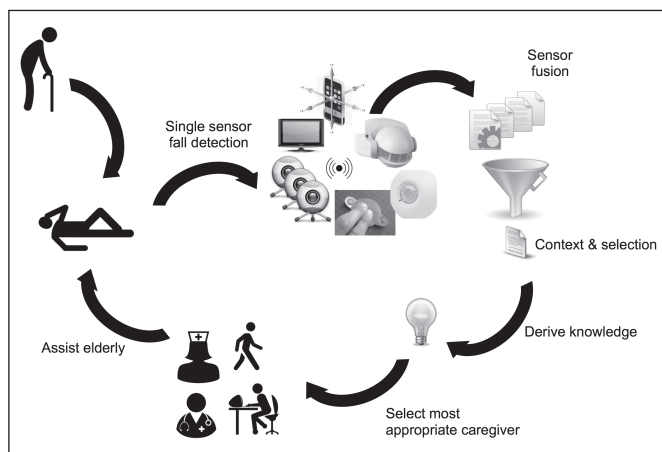 Single sensor
fall detection
Sensor
fusion
Context & selection
Derive knowledge
Select most
appropriate caregiver
Assist elderly